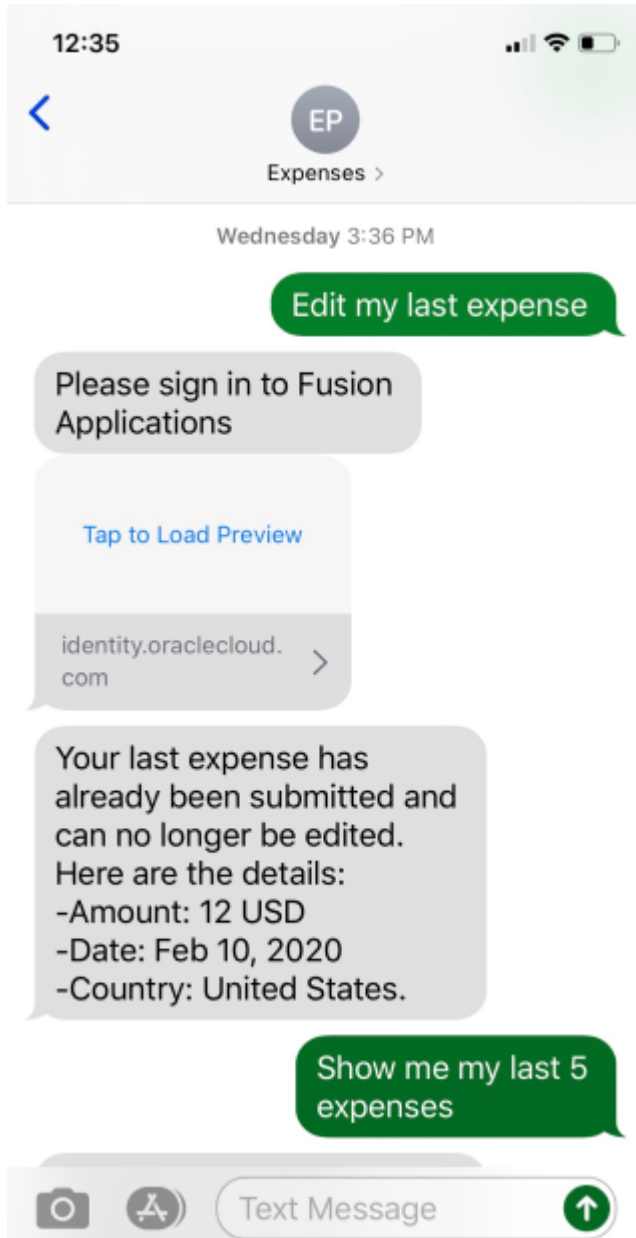 12:35
EP
Expenses >
Wednesday 3:36 PM
Edit my last expense
Please sign in to Fusion
Applications
Tap to Load Preview
identity.oraclecloud.
com
Your last expense has
already been submitted and
can no longer be edited.
Here are the details:
-Amount: 12 USD
-Date: Feb 10, 2020
-Country: United States.
Show me my last 5
expenses
Text Message